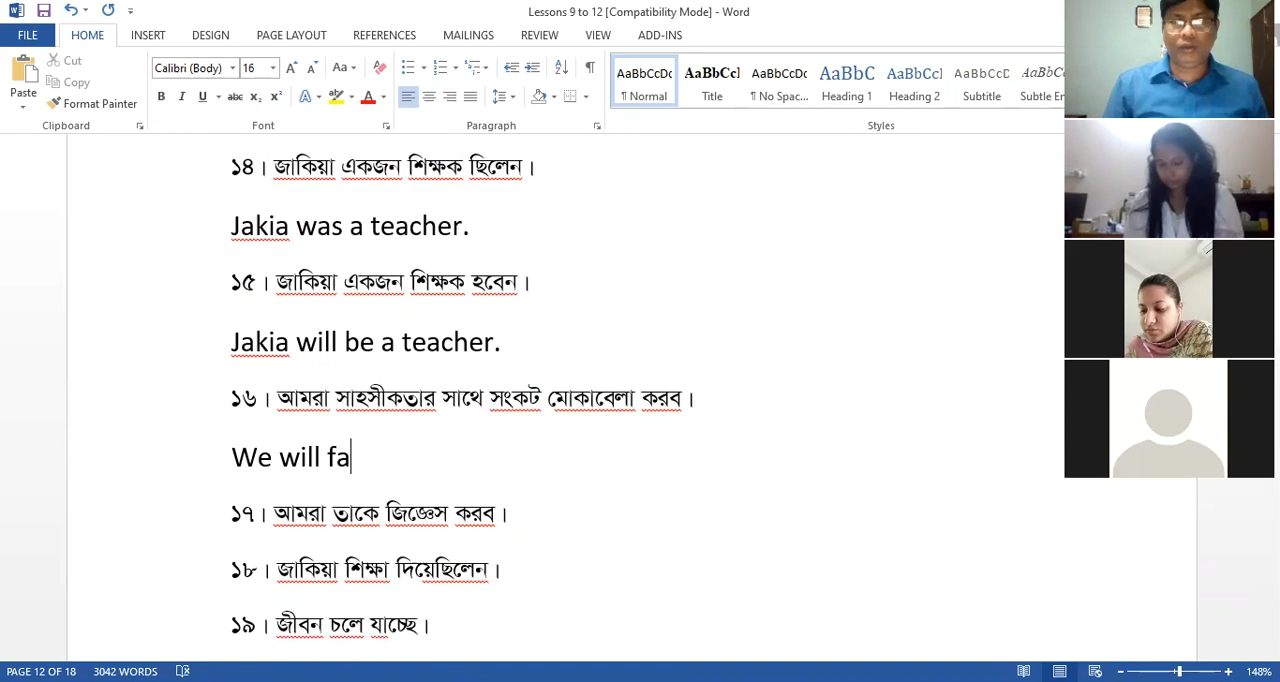 Lessons 9 to 12 [Compatibility Mode] - Word
FILE HOME INSERT DESIGN PAGE LAYOUT REFERENCES MAILINGS REVIEW VIEW ADD-INS
Paste
Cut
Copy
Format Painter
Calibri (Body) 16
AaBbCcDc AaBbCcl AaBbCcDc AaBbC AaBbCcl AaBbCcD AaBbCcDc
¶ Normal Title ¶ No Spac... Heading 1 Heading 2 Subtitle Subtle Em
Clipboard Font Paragraph Styles
১৪। জাকিয়া একজন শিক্ষক ছিলেন।
Jakia was a teacher.
১৫। জাকিয়া একজন শিক্ষক হবেন।
Jakia will be a teacher.
১৬। আমরা সাহসীকতার সাথে সংকট মোকাবেলা করব।
We will fa
১৭। আমরা তাকে জিজ্ঞেস করব।
১৮। জাকিয়া শিক্ষা দিয়েছিলেন।
১৯। জীবন চলে যাচ্ছে।
PAGE 12 OF 18 3042 WORDS 148%